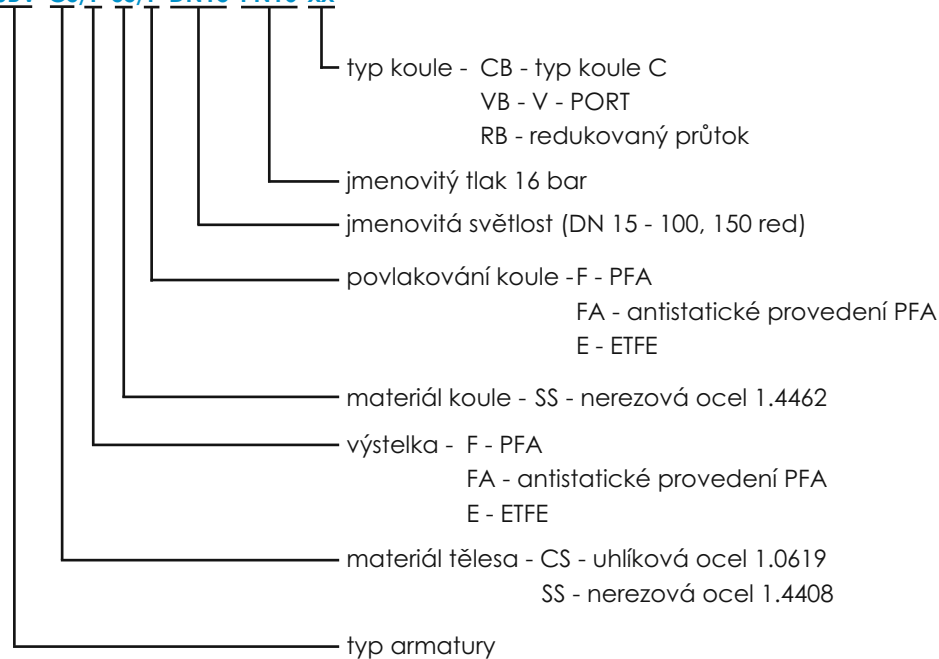 typ koule - CB - typ koule C
VB - V - PORT
RB - redukovaný průtok
jmenovitý tlak 16 bar
jmenovitá světlost (DN 15 - 100, 150 red)
povlakování koule - F - PFA
FA - antistatické provedení PFA
E - ETFE
materiál koule - SS - nerezová ocel 1.4462
výstelka - F - PFA
FA - antistatické provedení PFA
E - ETFE
materiál tělesa - CS - uhlíková ocel 1.0619
SS - nerezová ocel 1.4408
typ armatury